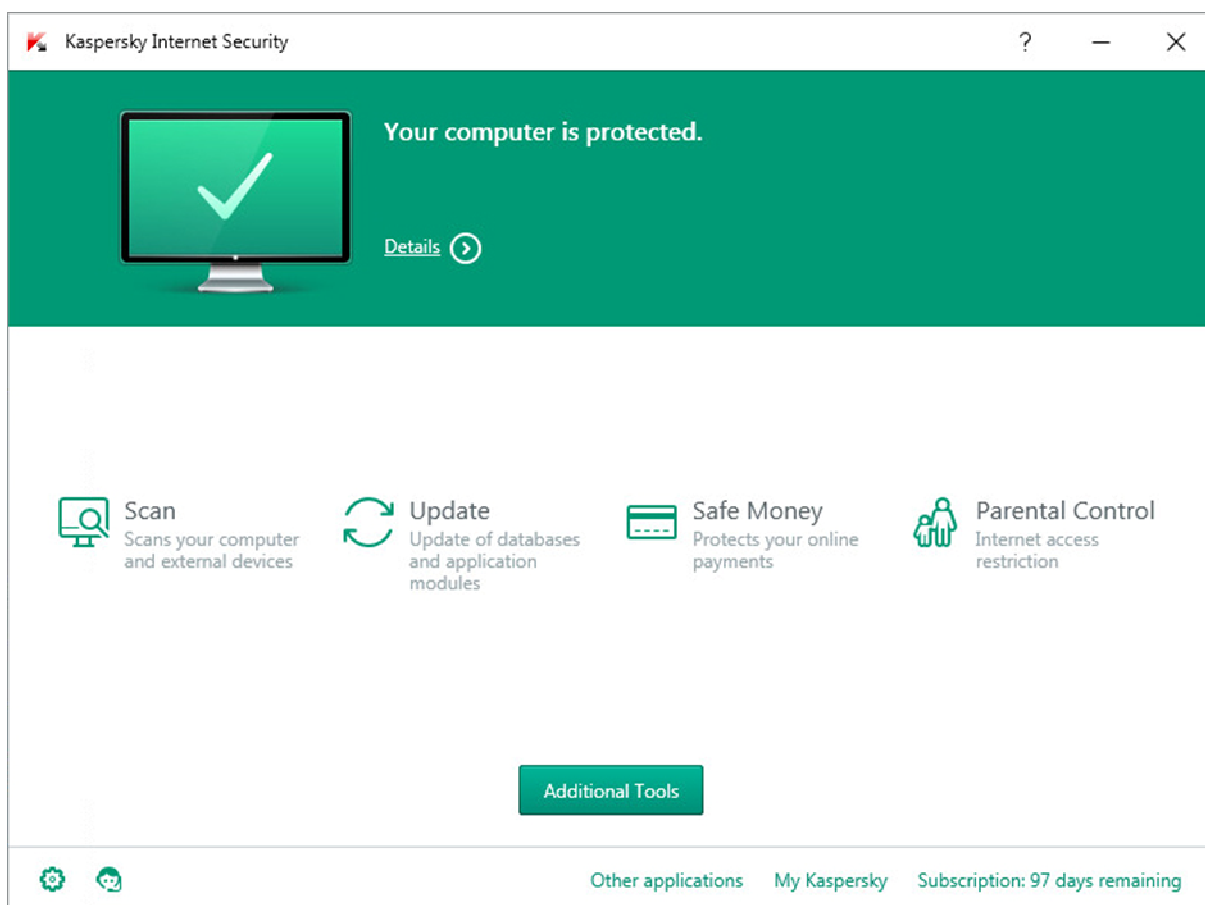 Kaspersky Internet Security
?
Your computer is protected.
Details
Scan
Scans your computer
and external devices
Update
Update of databases
and application
modules
Safe Money
Protects your online
payments
Parental Control
Internet access
restriction
Additional Tools
Other applications My Kaspersky Subscription: 97 days remaining